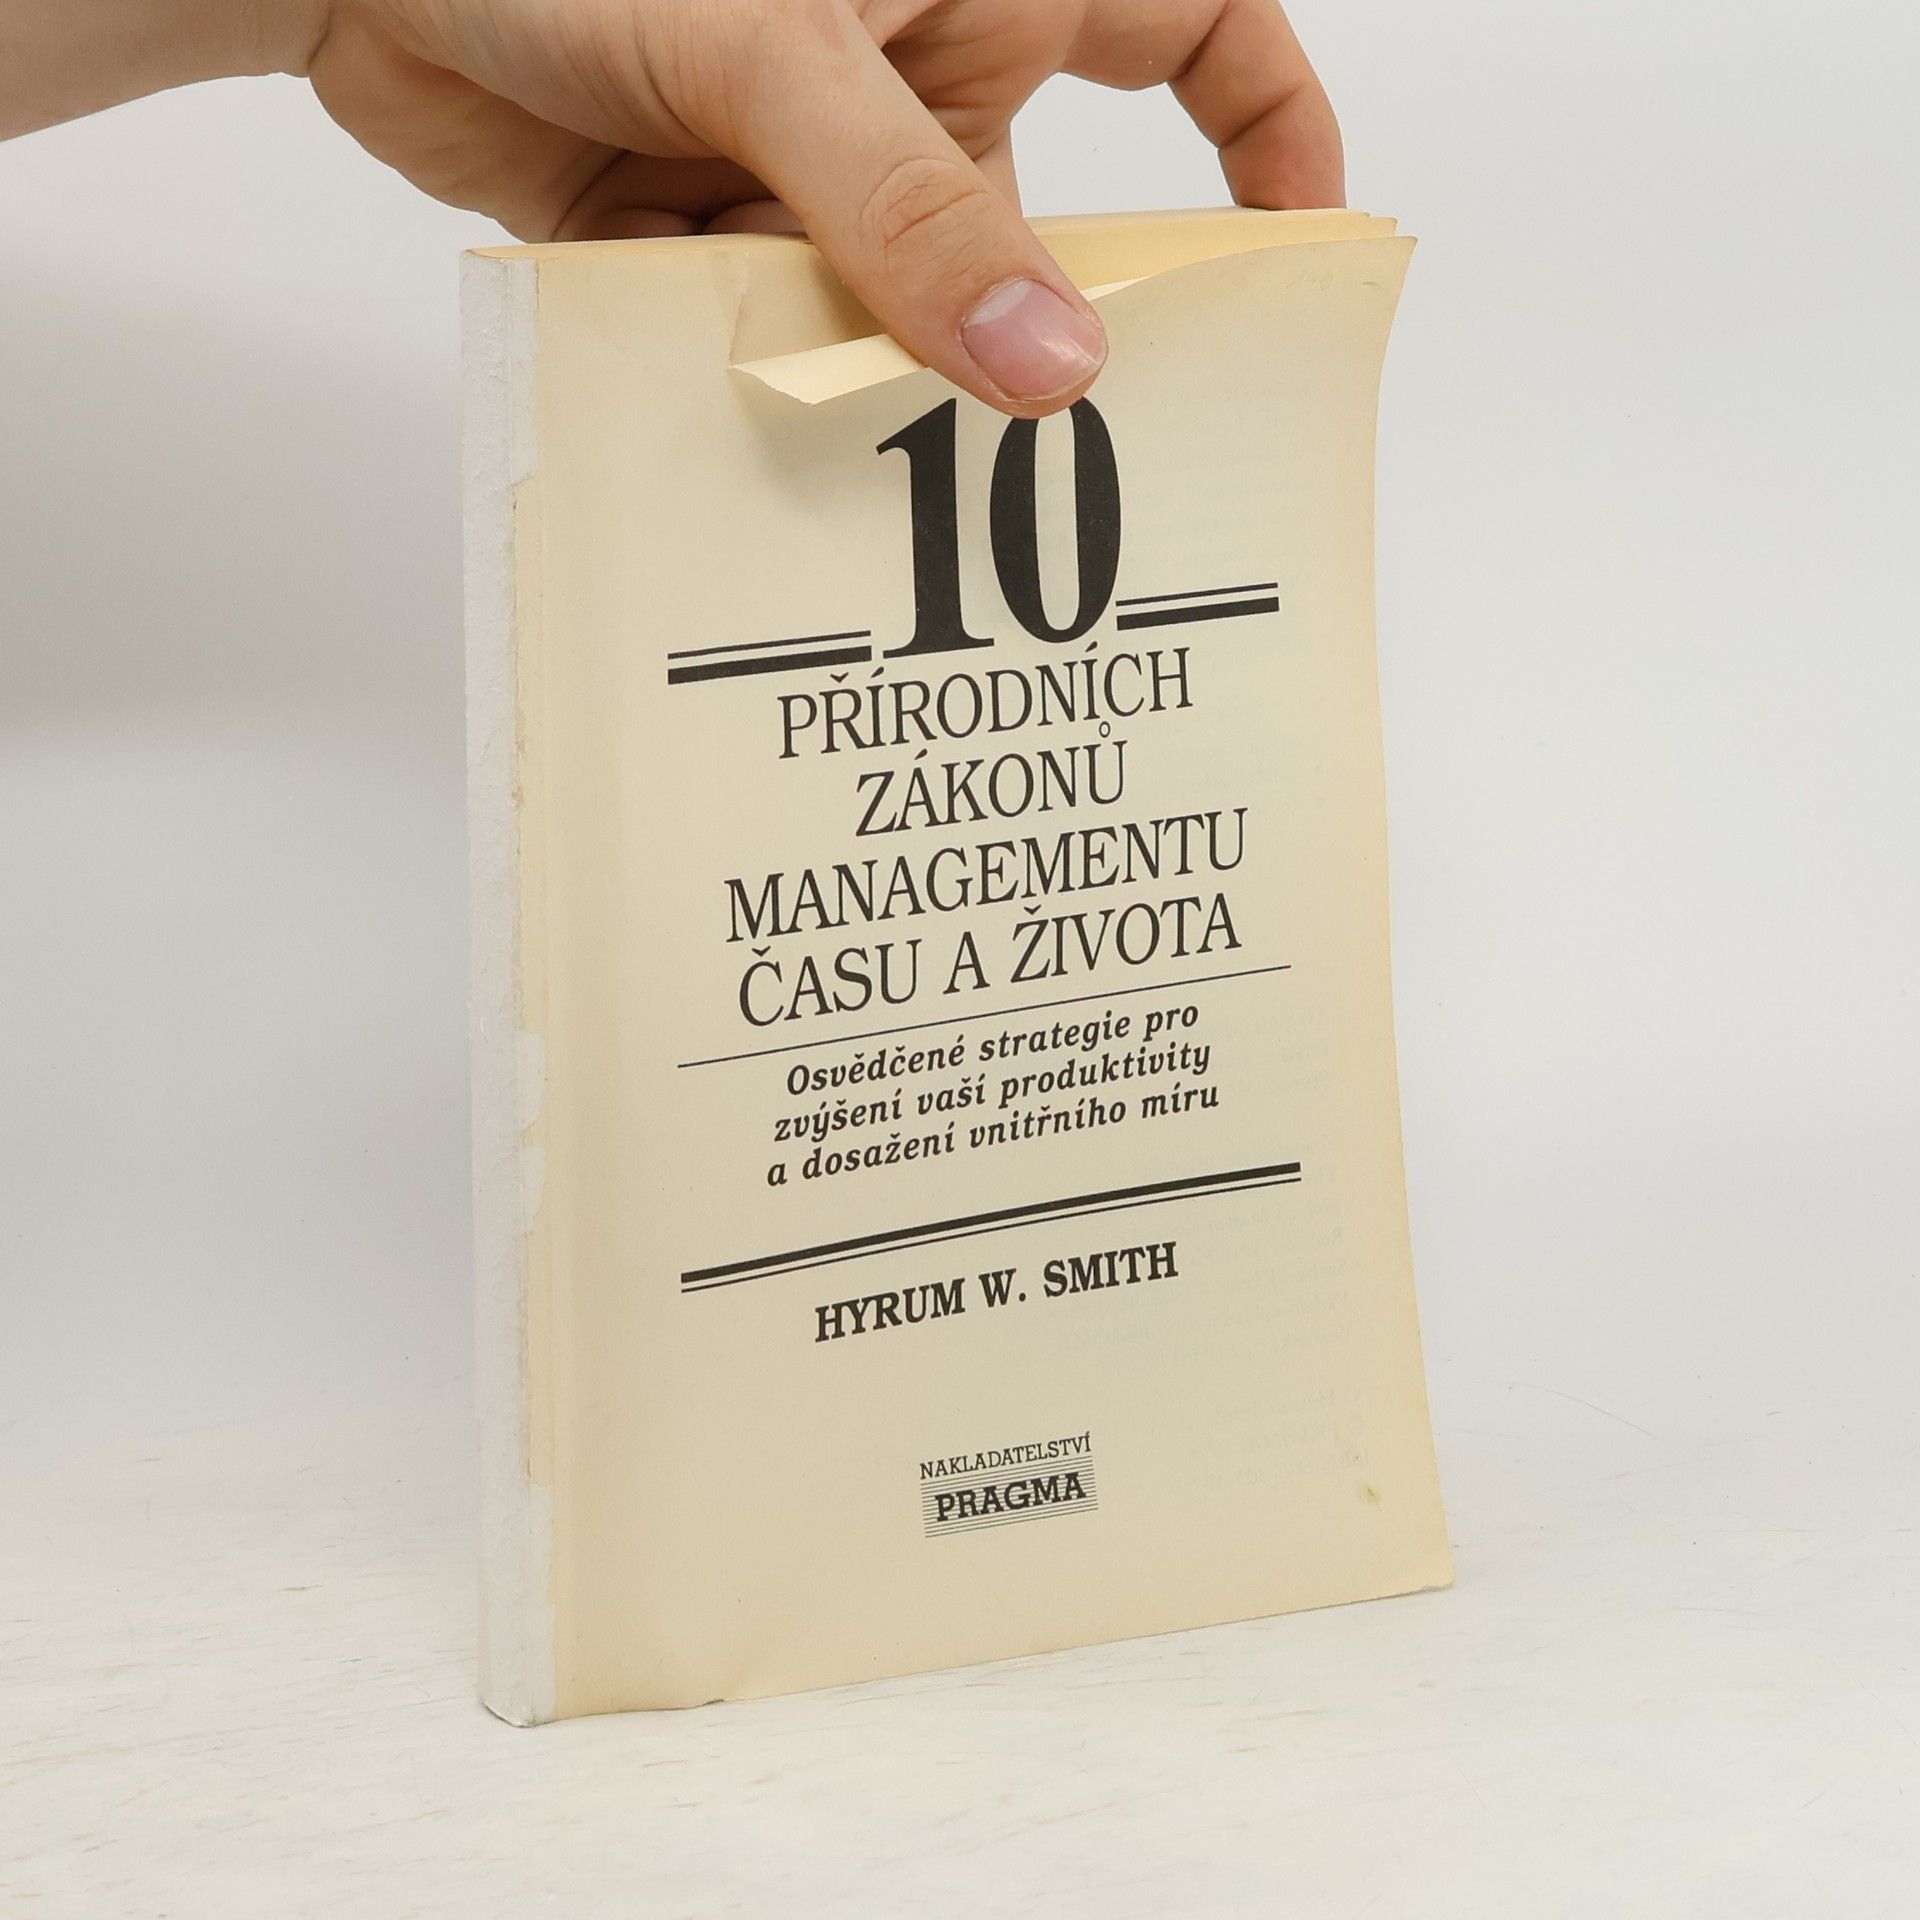 10
PŘÍRODNÍCH
ZÁKONŮ
MANAGEMENTU
ČASU A ŽIVOTA
Osvědčené strategie pro
zvýšení vaší produktivity
a dosažení vnitřního míru
HYRUM W. SMITH
NAKLADATELSTVÍ
PRAGMA